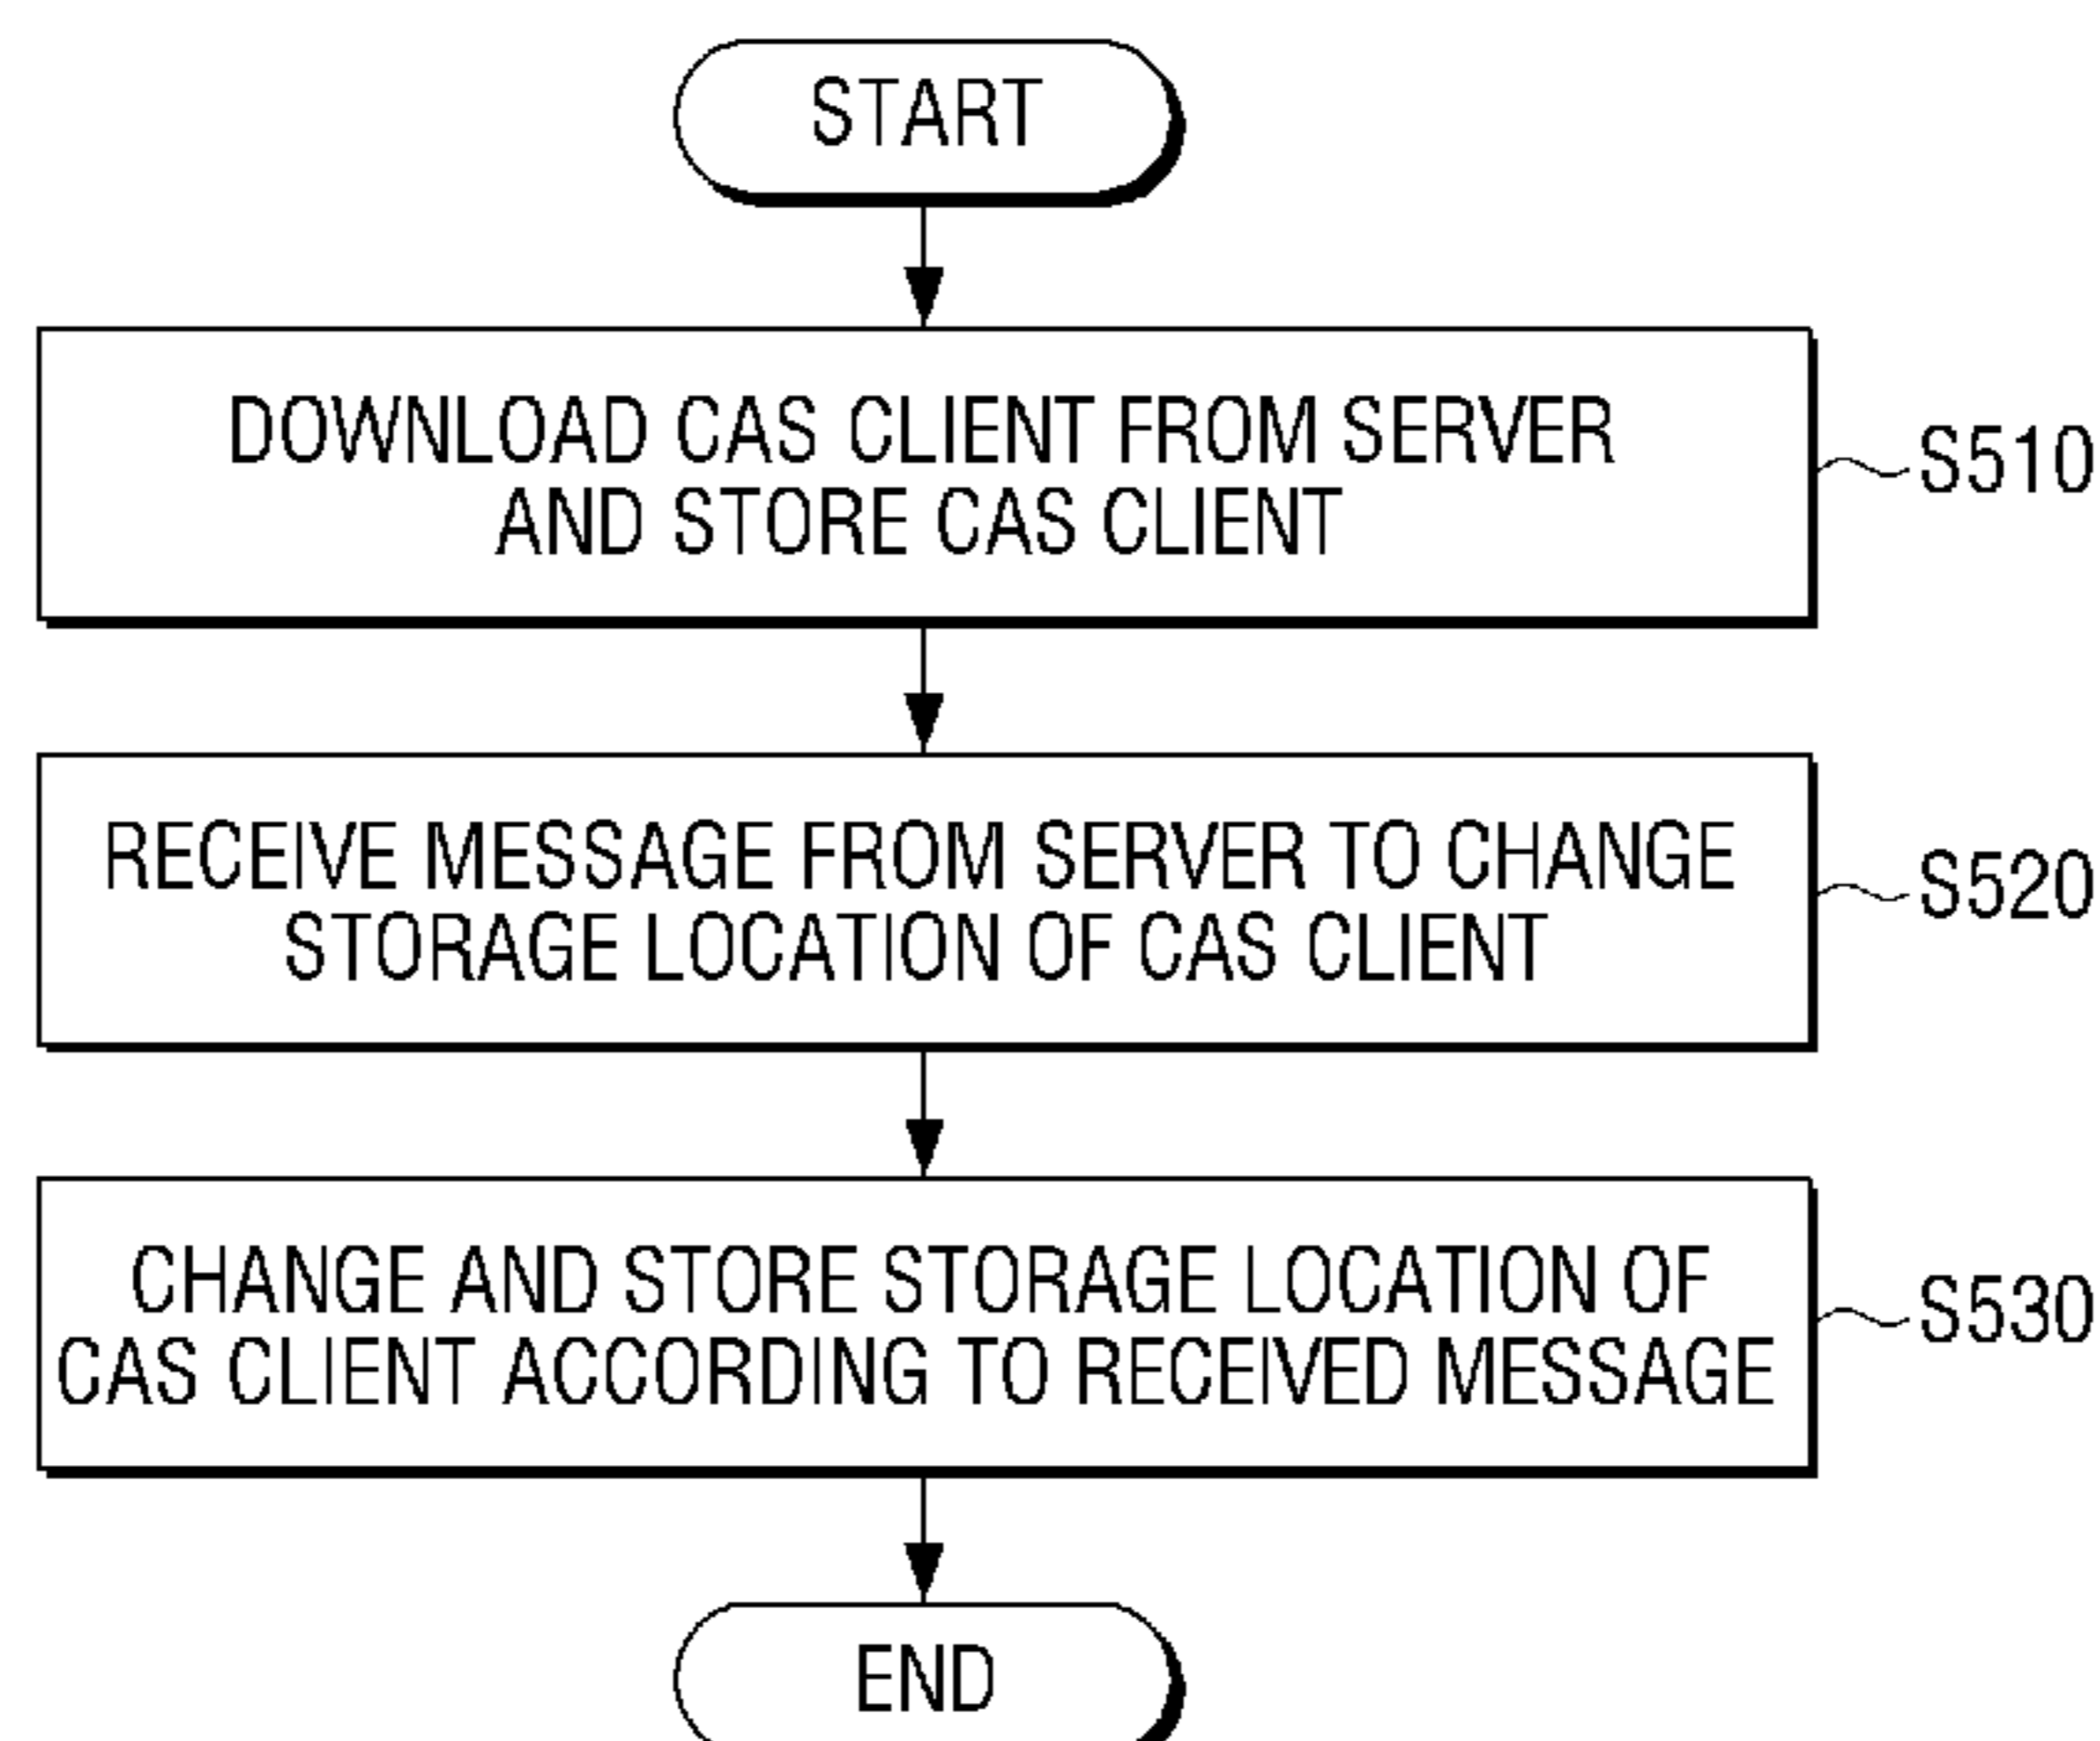 START
DOWNLOAD CAS CLIENT FROM SERVER
AND STORE CAS CLIENT
S510
RECEIVE MESSAGE FROM SERVER TO CHANGE
STORAGE LOCATION OF CAS CLIENT
S520
CHANGE AND STORE STORAGE LOCATION OF
CAS CLIENT ACCORDING TO RECEIVED MESSAGE
S530
END